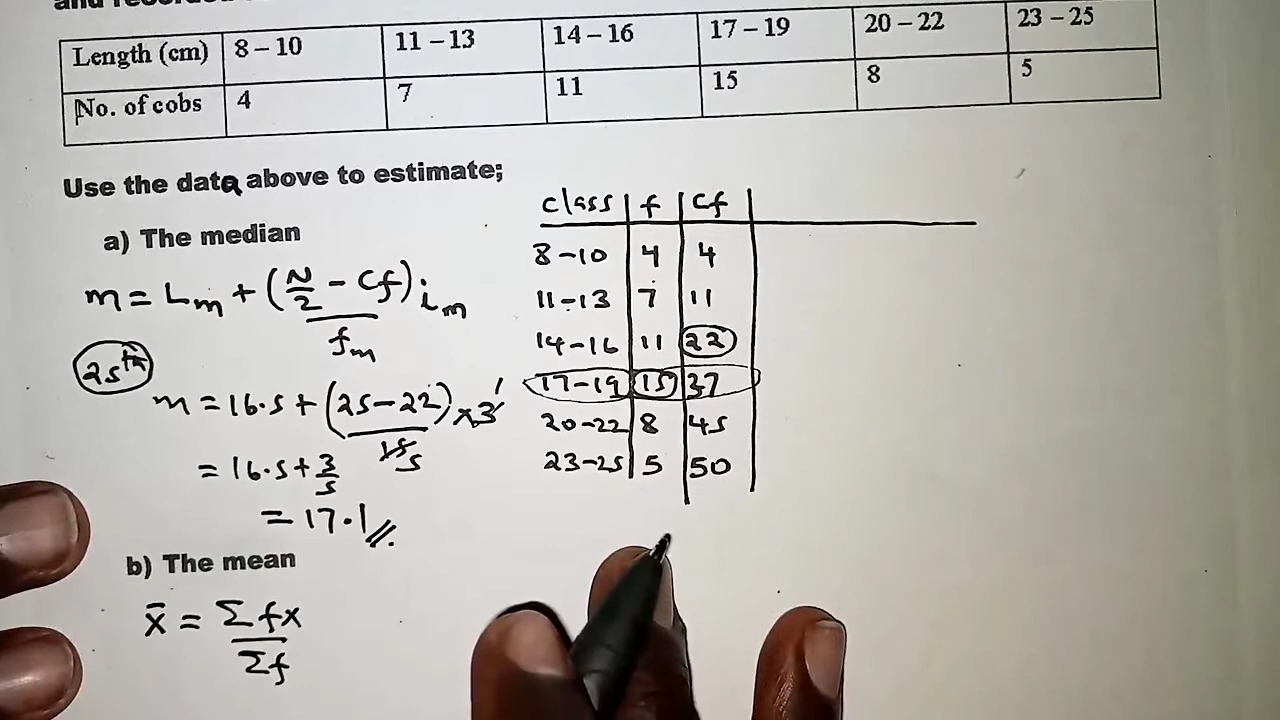 Length (cm) 8 – 10 11 – 13 14 – 16 17 – 19 20 – 22 23 – 25
No. of cobs 4 7 11 15 8 5
Use the data above to estimate;
a) The median
m = Lm + (N/2 - Cf) im
fm
25th
m = 16.5 + (25-22) x3 1
15 5
= 16.5 + 3/5
= 17.1
class f Cf
8-10 4 4
11-13 7 11
14-16 11 22
17-19 15 37
20-22 8 45
23-25 5 50
b) The mean
x̄ = Σfx
Σf